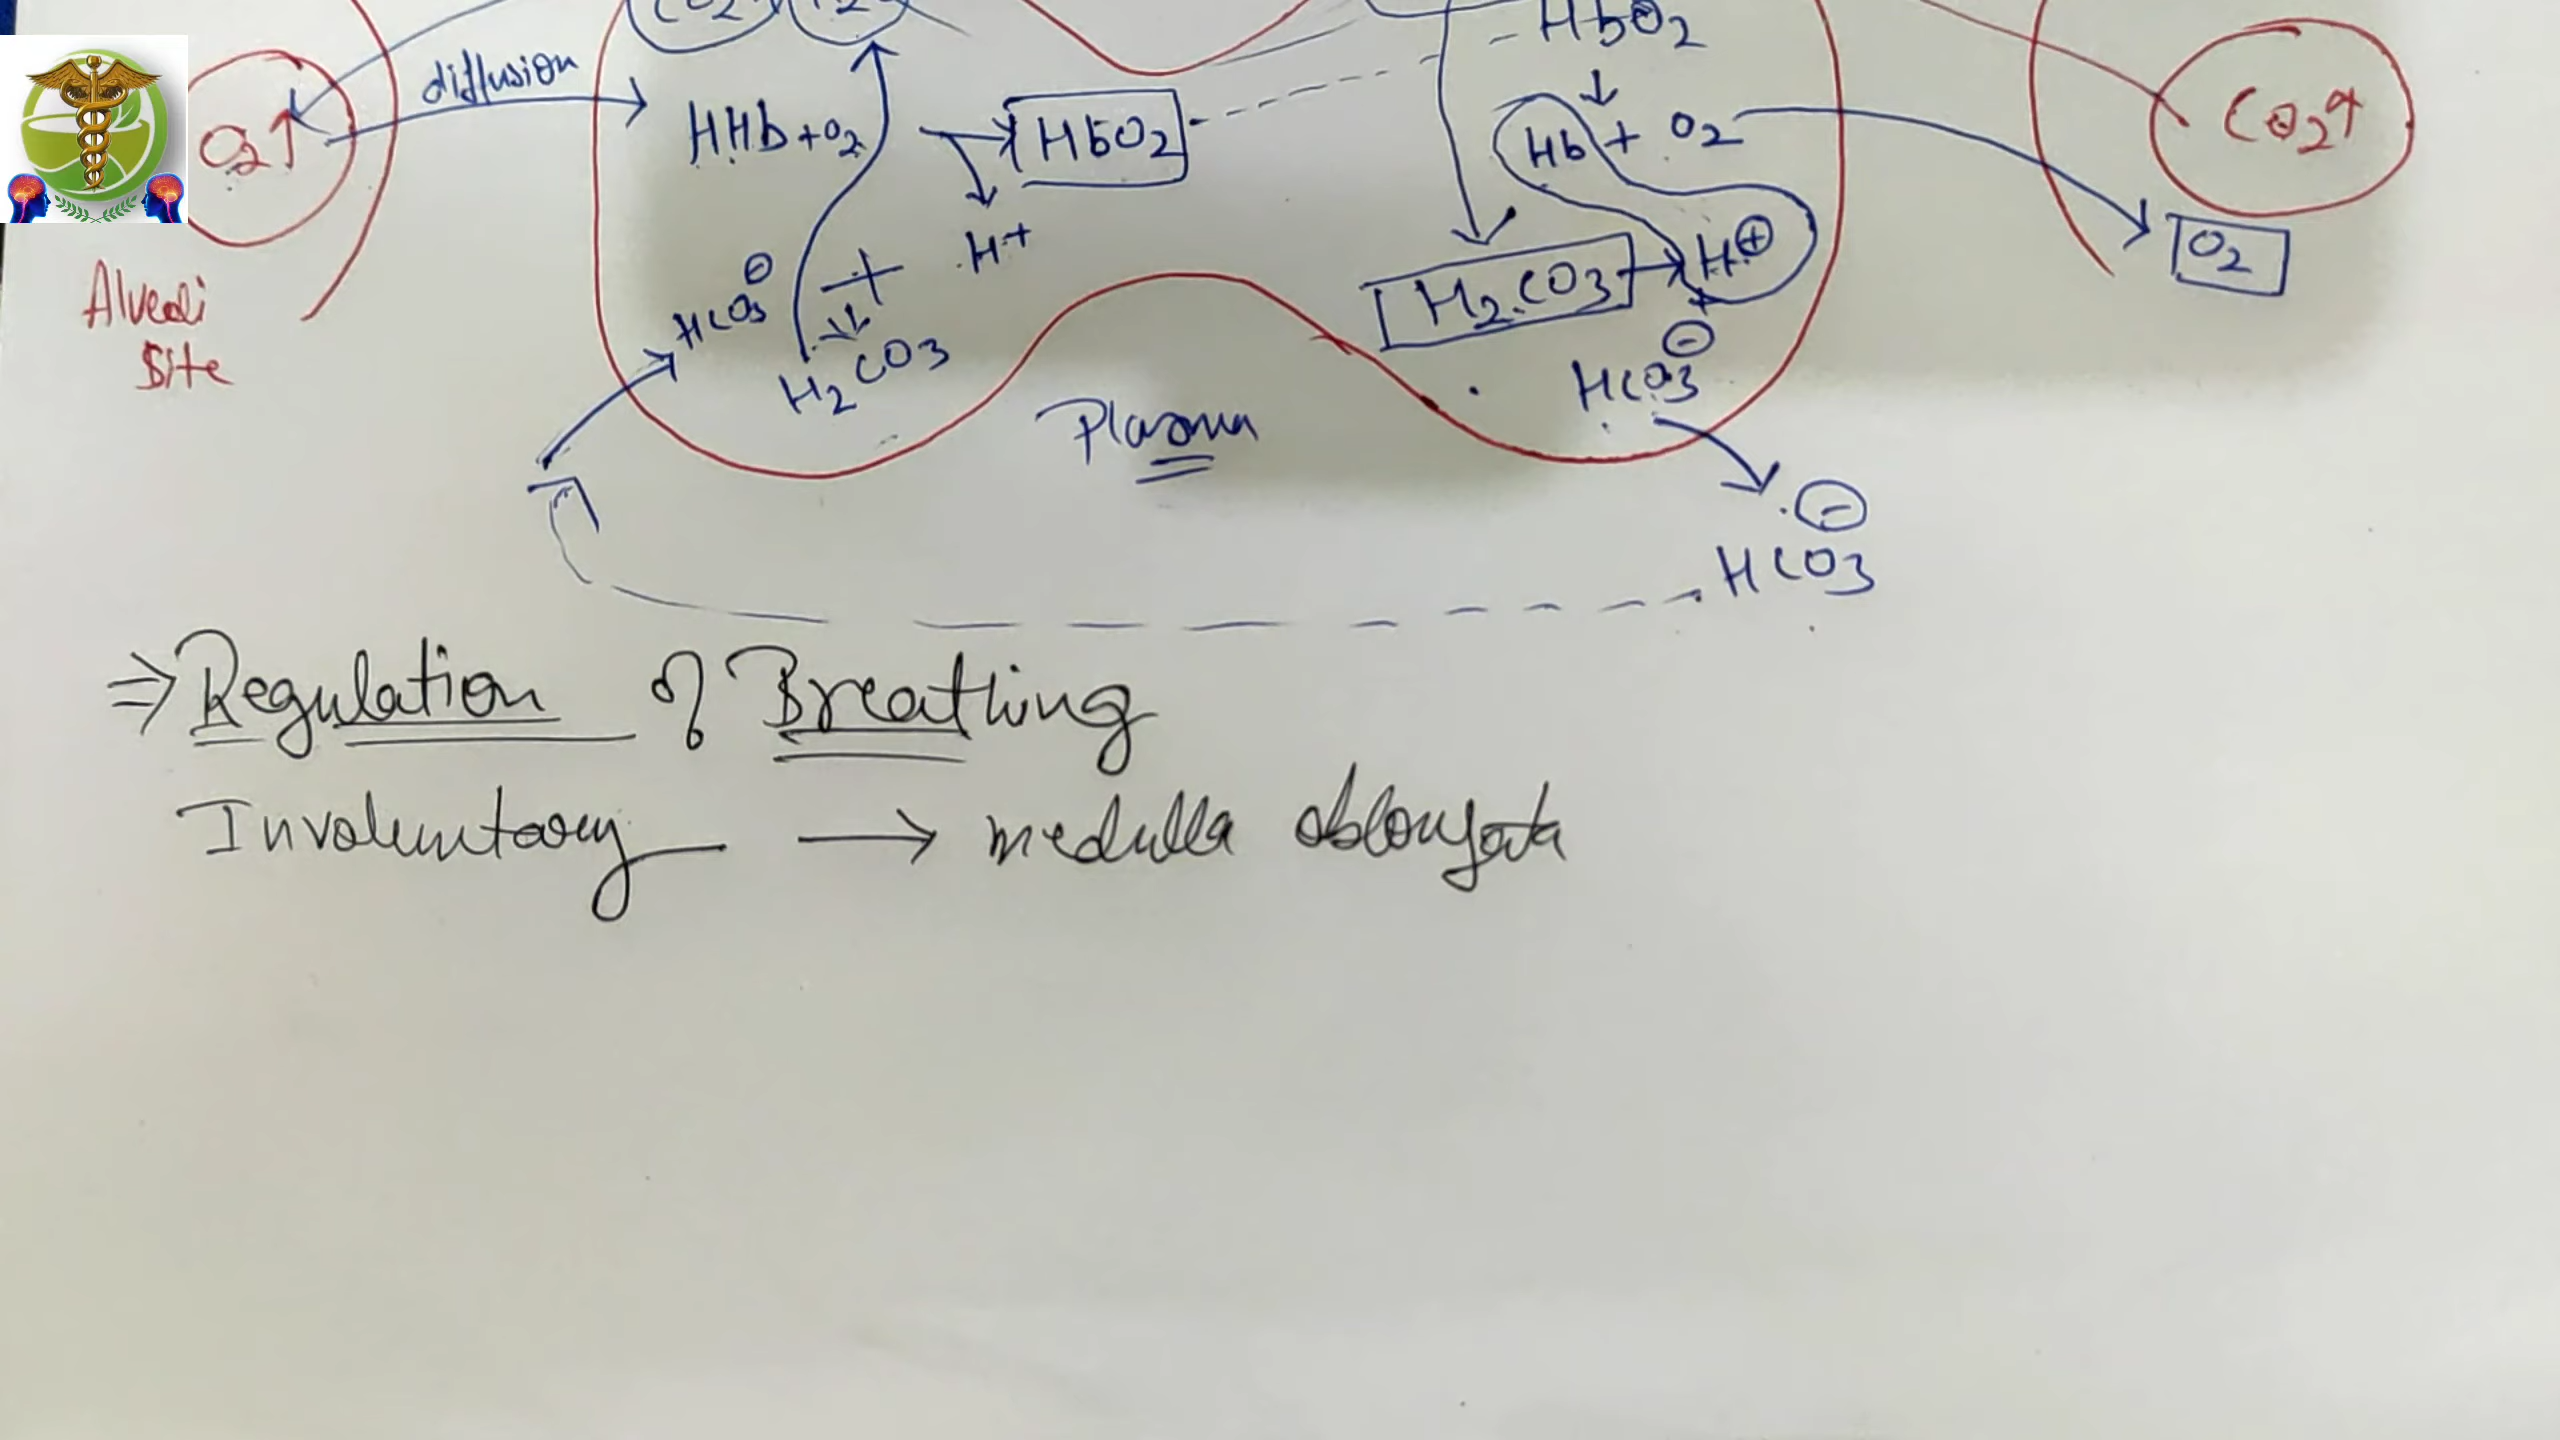 HbO2
diffusion
O2↑
HHb + O2 → HbO2
H+
Hb + O2
CO2↑
O2
HCO3⊖ +
H2CO3
H2CO3 → H⊕
+
HCO3⊖
Site
Plasma
HCO3⊖
⇒ Regulation of Breathing
Involuntary → medulla oblongata